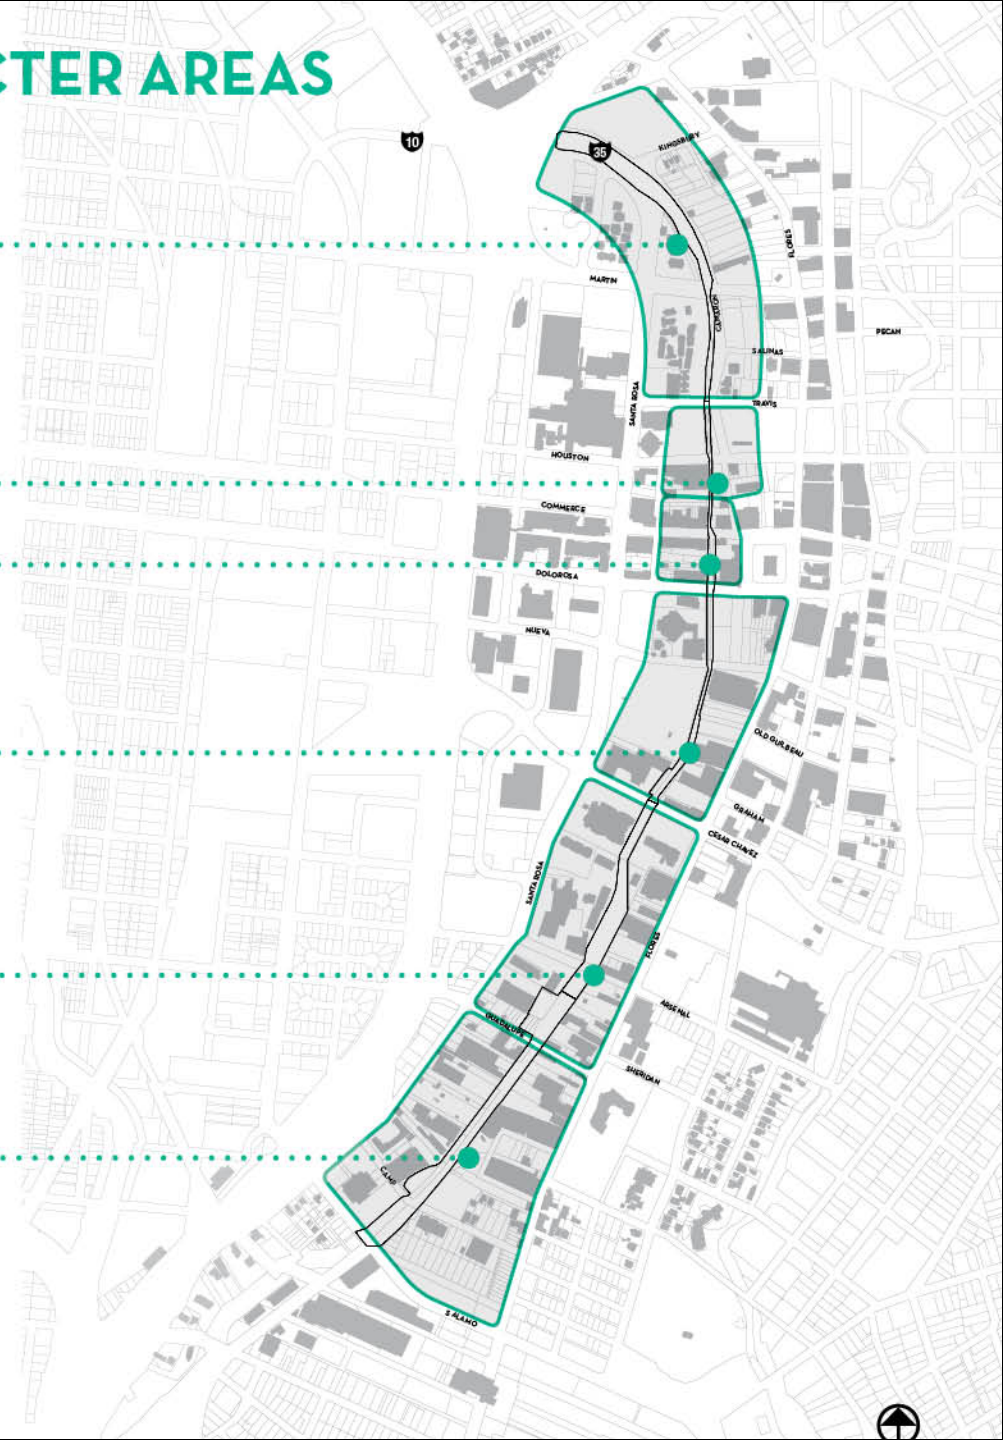 CTER AREAS
10
35
KINGSBURY
FLORES
MARTIN
CAMARON
PECAN
SALINAS
SANTA ROSA
TRAVIS
HOUSTON
COMMERCE
DOLOROSA
NUEVA
OLD GUILBEAU
GRAHAM
CESAR CHAVEZ
SANTA ROSA
FLORES
ARSENAL
GUADALUPE
SHERIDAN
CAMP
S ALAMO